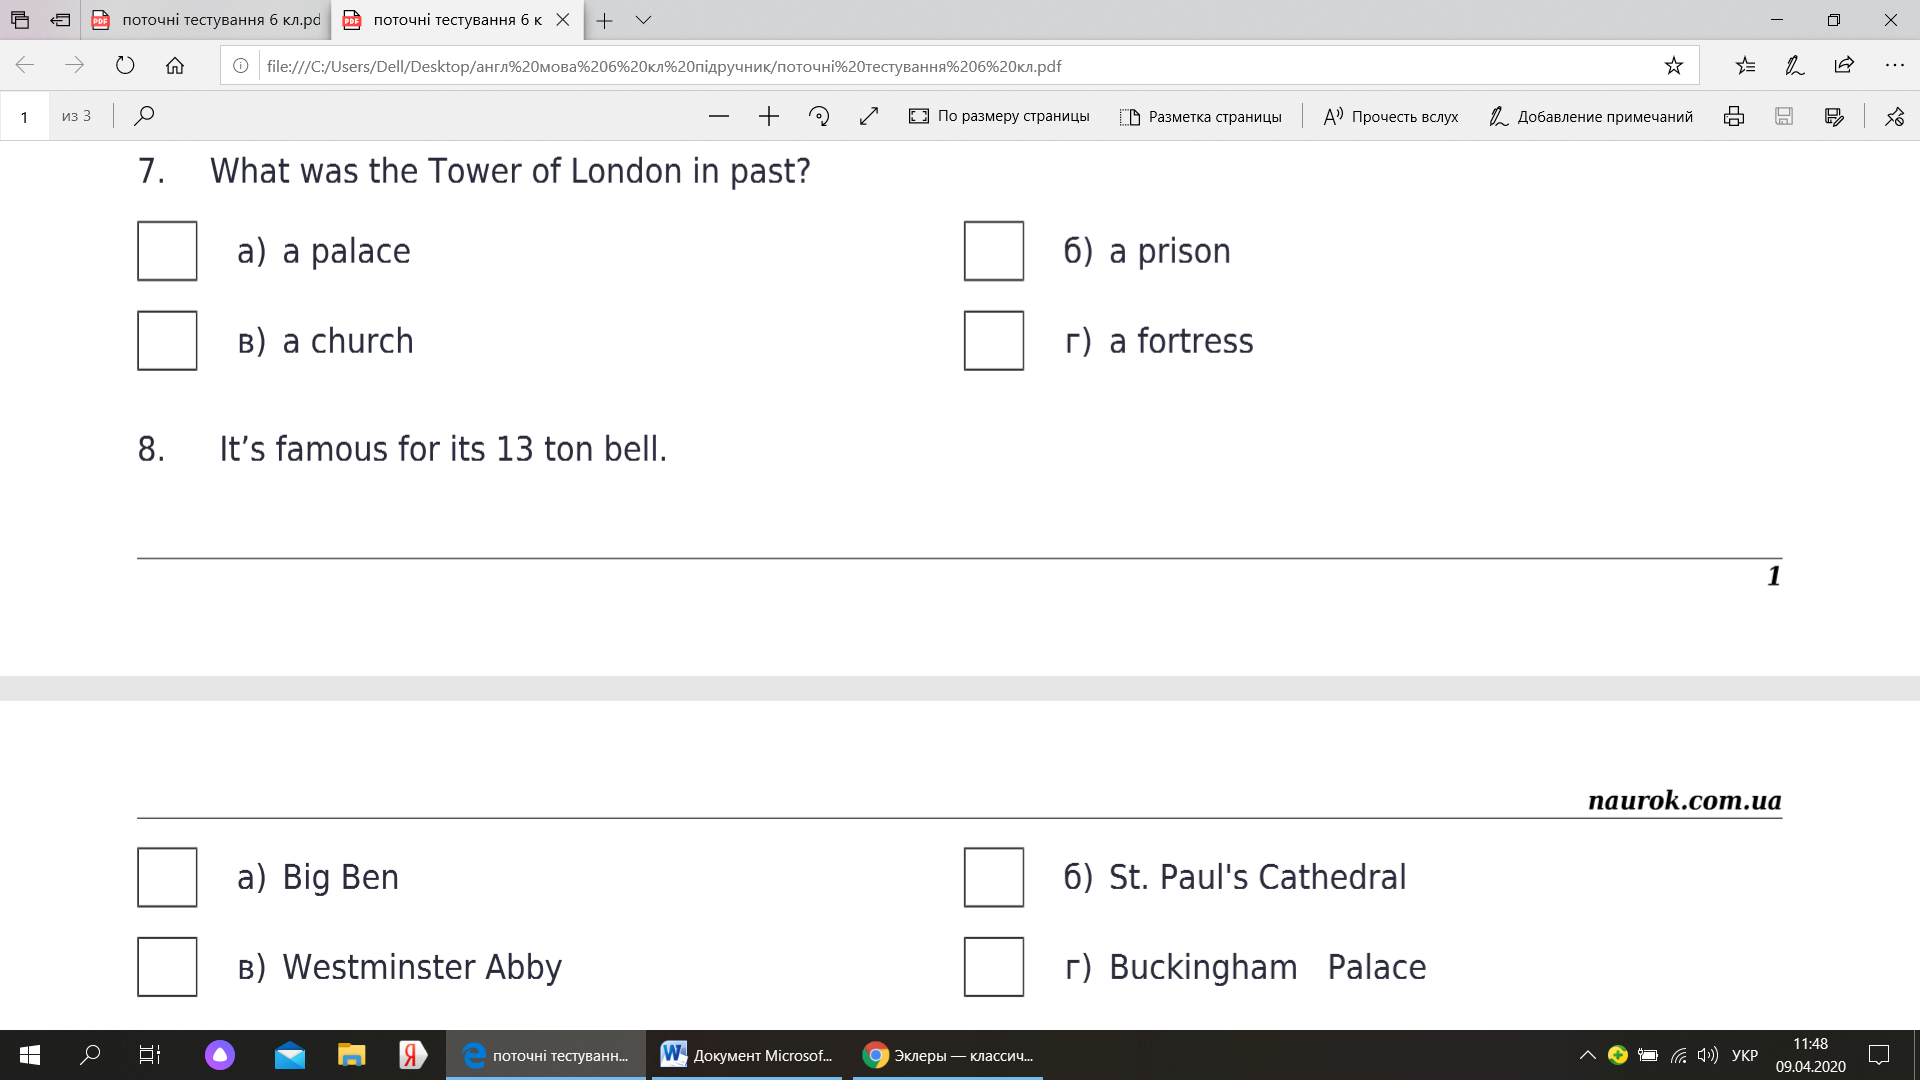 поточні тестування 6 кл.pd
поточні тестування 6 к
file:///C:/Users/Dell/Desktop/англ%20мова%206%20кл%20підручник/поточні%20тестування%206%20кл.pdf
1 из 3 По размеру страницы Разметка страницы Прочесть вслух Добавление примечаний
7. What was the Tower of London in past?
а) a palace
б) a prison
в) a church
г) a fortress
8. It’s famous for its 13 ton bell.
1
naurok.com.ua
а) Big Ben
б) St. Paul's Cathedral
в) Westminster Abby
г) Buckingham Palace
поточні тестуванн...
Документ Microsof...
Эклеры — классич...
УКР
11:48
09.04.2020